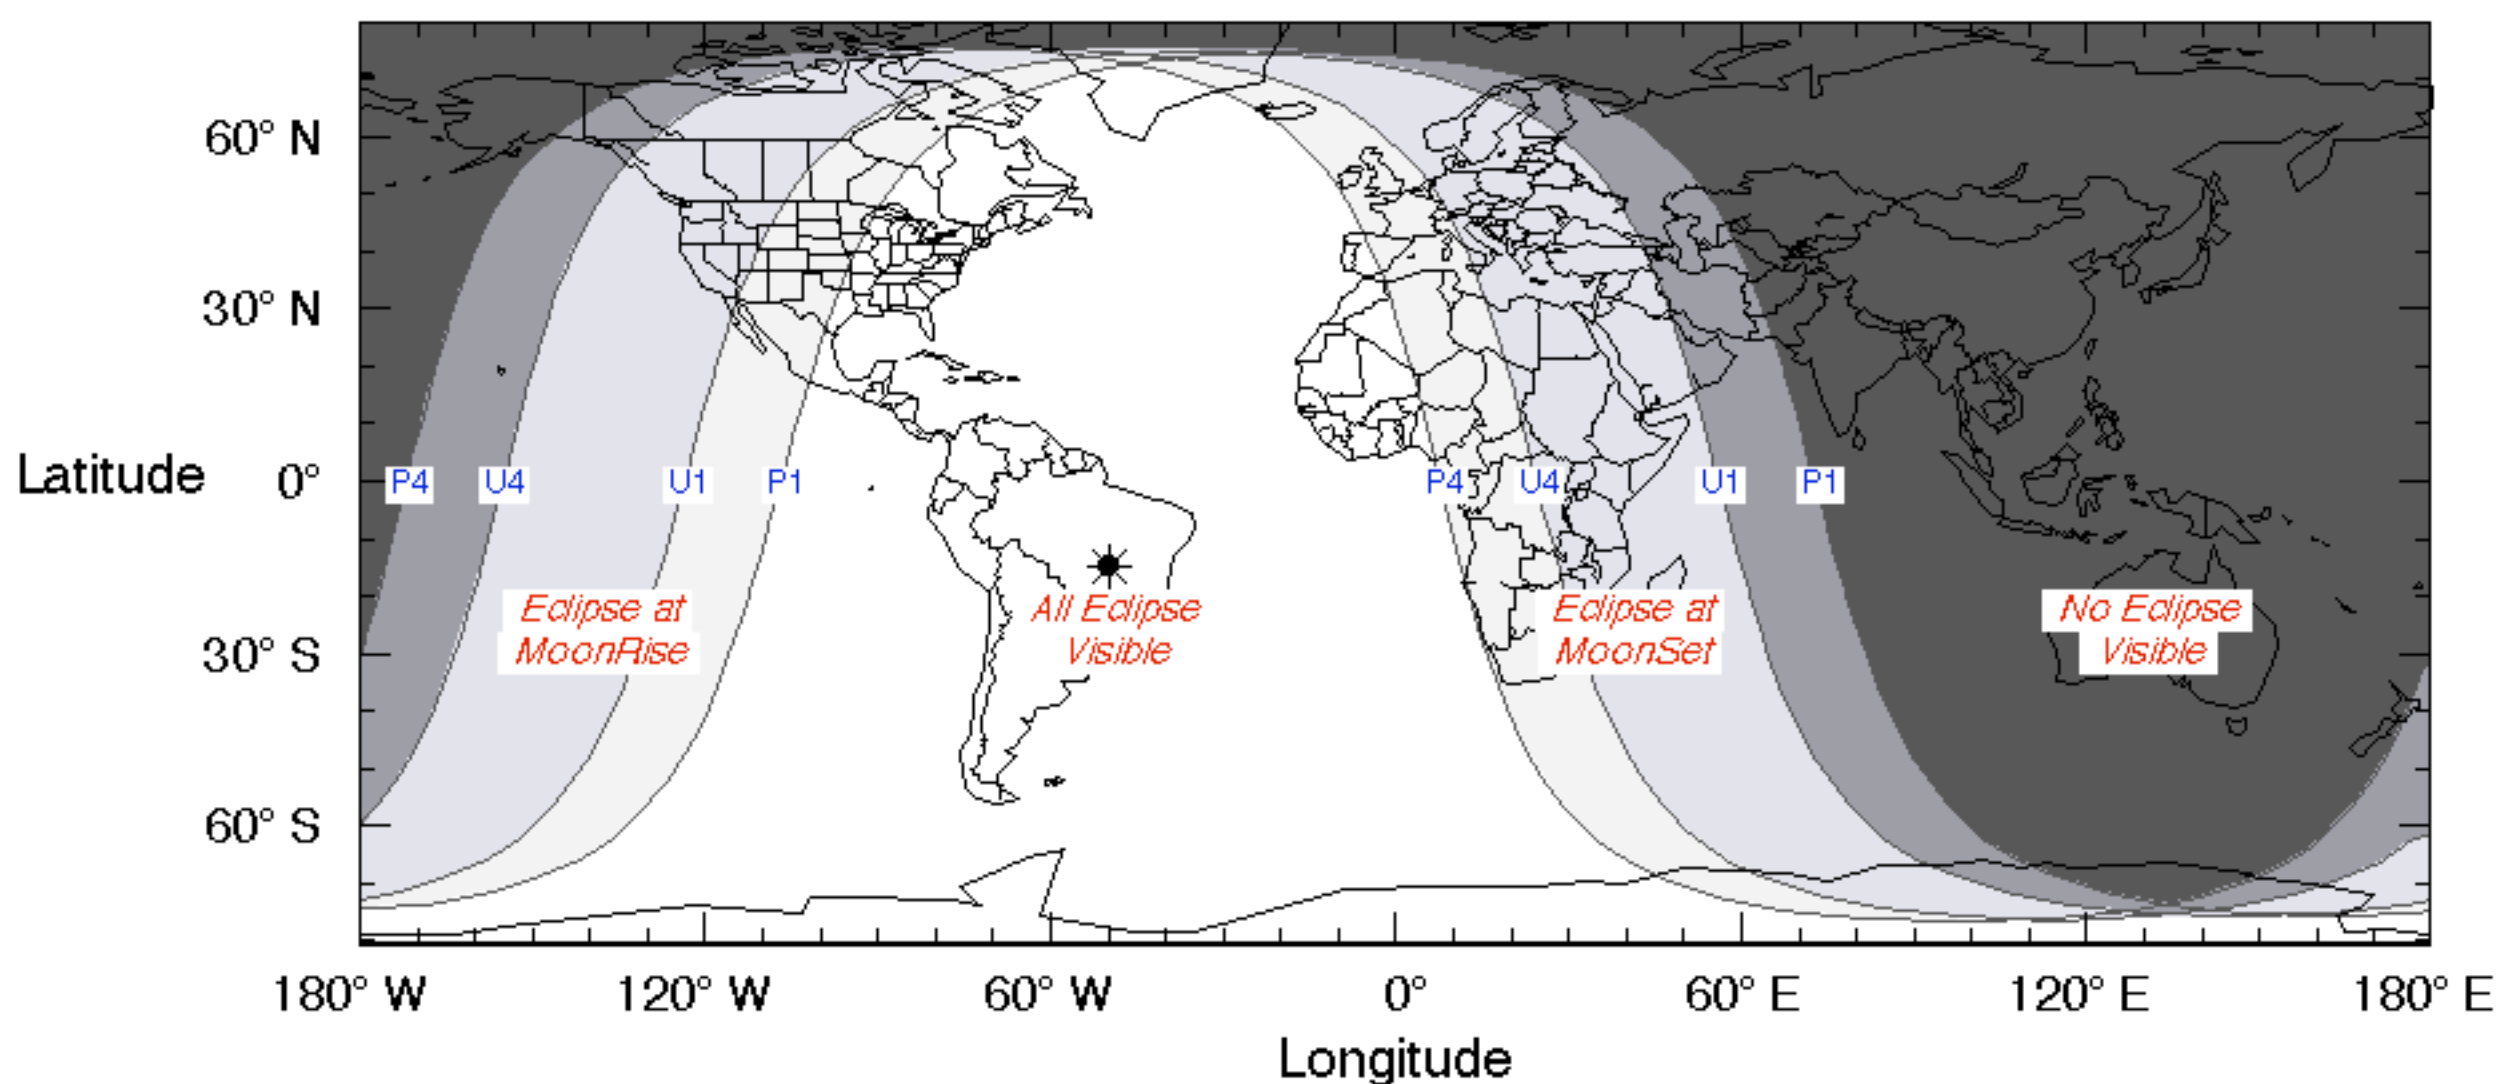 60° N
30° N
Latitude 0°
P4 U4 U1 P1 P4 U4 U1 P1
Eclipse at MoonRise
All Eclipse Visible
Eclipse at MoonSet
No Eclipse Visible
30° S
60° S
180° W 120° W 60° W 0° 60° E 120° E 180° E
Longitude